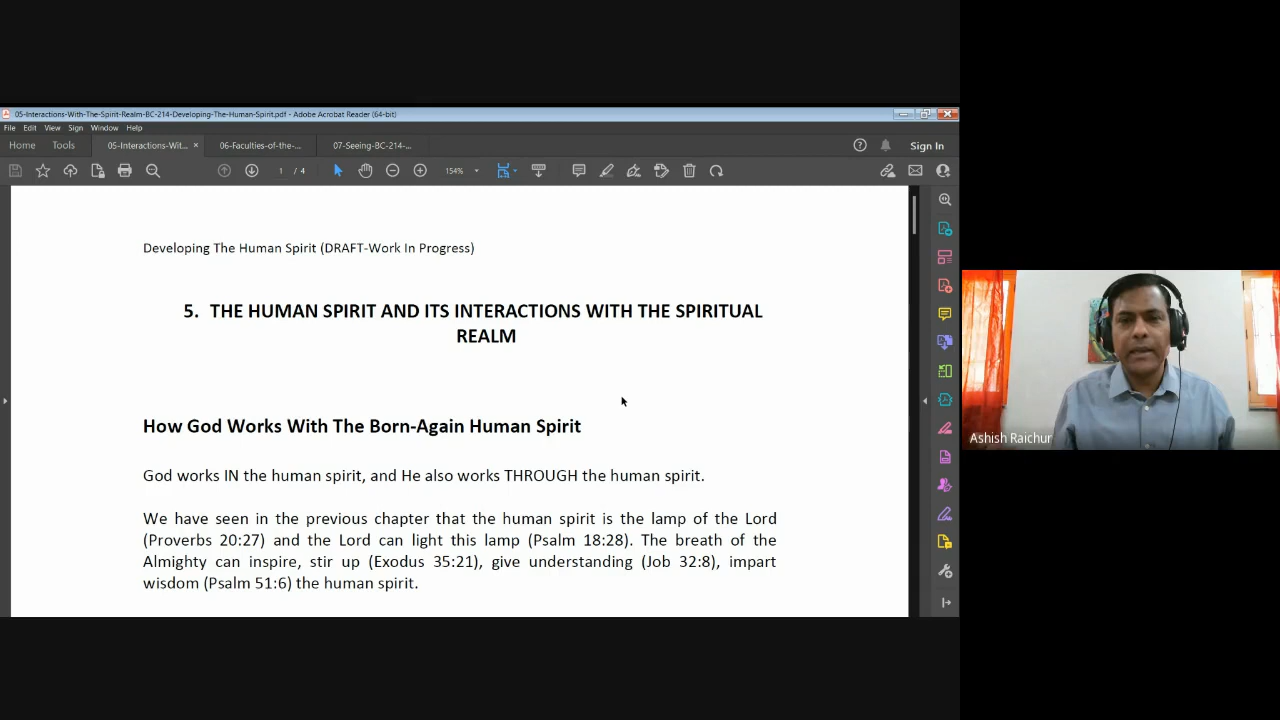 05-Interactions-With-The-Spirit-Realm-BC-214-Developing-The-Human-Spirit.pdf - Adobe Acrobat Reader (64-bit)
File Edit View Sign Window Help
Home Tools 05-Interactions-Wit... × 06-Faculties-of-the-... 07-Seeing-BC-214-... Sign In
1 / 4 154%
Developing The Human Spirit (DRAFT-Work In Progress)
5. THE HUMAN SPIRIT AND ITS INTERACTIONS WITH THE SPIRITUAL
REALM
How God Works With The Born-Again Human Spirit
God works IN the human spirit, and He also works THROUGH the human spirit.
We have seen in the previous chapter that the human spirit is the lamp of the Lord
(Proverbs 20:27) and the Lord can light this lamp (Psalm 18:28). The breath of the
Almighty can inspire, stir up (Exodus 35:21), give understanding (Job 32:8), impart
wisdom (Psalm 51:6) the human spirit.
Ashish Raichur